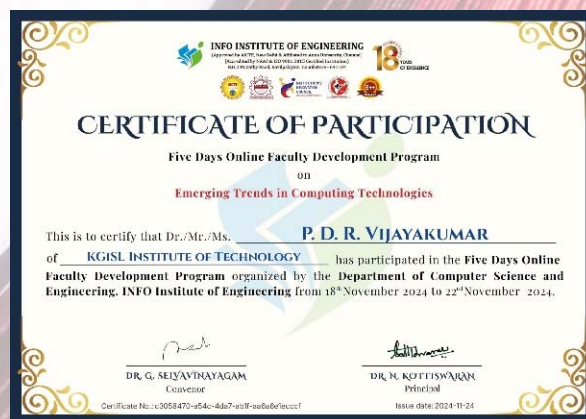 INFO INSTITUTE OF ENGINEERING
18 YEARS
OF EXCELLENCE
CERTIFICATE OF PARTICIPATION
Five Days Online Faculty Development Program
on
Emerging Trends in Computing Technologies
This is to certify that Dr./Mr./Ms. P. D. R. VIJAYAKUMAR
of KGiSL INSTITUTE OF TECHNOLOGY has participated in the Five Days Online
Faculty Development Program organized by the Department of Computer Science and
Engineering, INFO Institute of Engineering from 18th November 2024 to 22nd November 2024.
DR. G. SELVAVINAYAGAM
Convenor
DR. N. KOTTISWARAN
Principal
Certificate No.:
Issue date: 2024-11-24